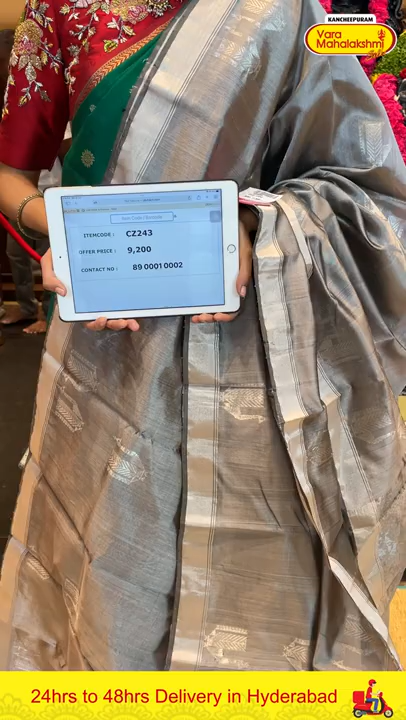 KANCHEEPURAM
Vara
Mahalakshmi
ITEMCODE : CZ243
OFFER PRICE : 9,200
CONTACT NO : 89 0001 0002
24hrs to 48hrs Delivery in Hyderabad